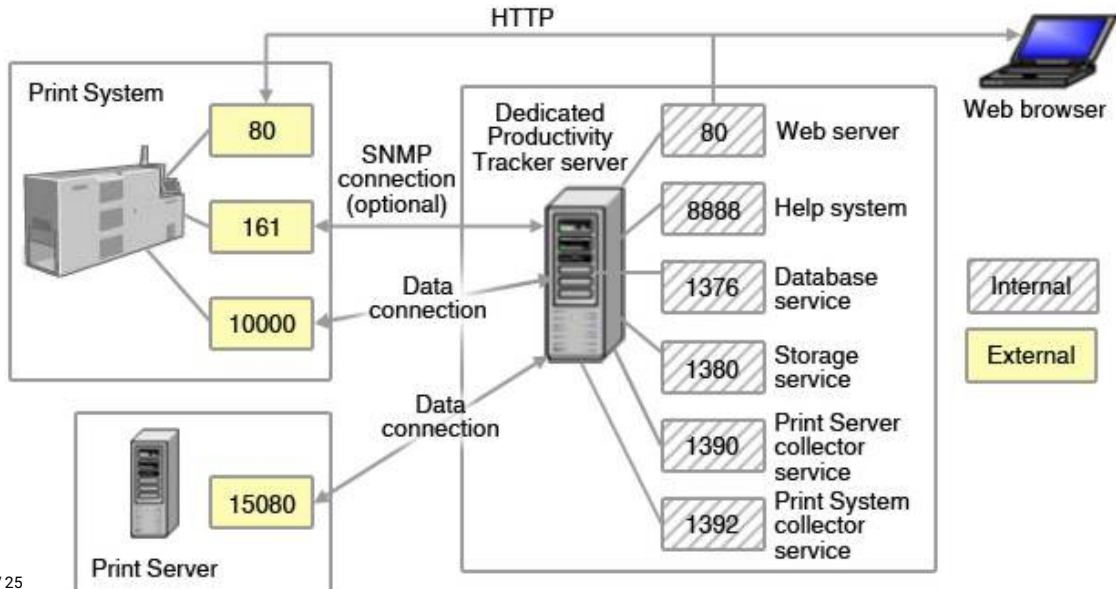 HTTP
Print System
80
161
10000
SNMP
connection
(optional)
Data
connection
Data
connection
Dedicated
Productivity
Tracker server
80
Web server
8888
Help system
1376
Database
service
1380
Storage
service
1390
Print Server
collector
service
1392
Print System
collector
service
Web browser
Internal
External
15080
Print Server
/ 25